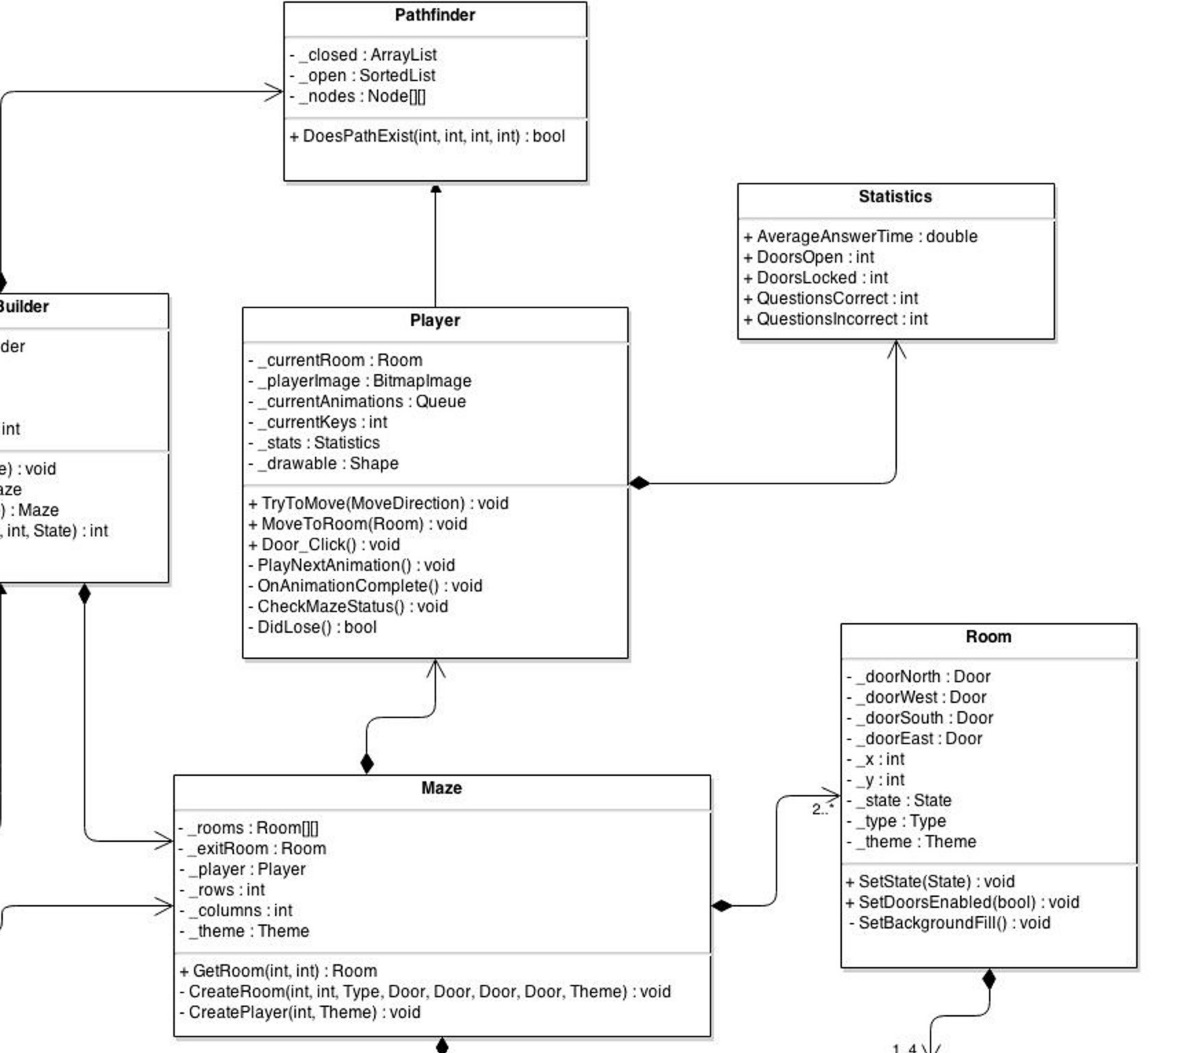 Pathfinder
- _closed : ArrayList
- _open : SortedList
- _nodes : Node[][]
+ DoesPathExist(int, int, int, int) : bool
Statistics
+ AverageAnswerTime : double
+ DoorsOpen : int
+ DoorsLocked : int
+ QuestionsCorrect : int
+ QuestionsIncorrect : int
Builder
der
int
e) : void
aze
) : Maze
, int, State) : int
Player
- _currentRoom : Room
- _playerImage : BitmapImage
- _currentAnimations : Queue
- _currentKeys : int
- _stats : Statistics
- _drawable : Shape
+ TryToMove(MoveDirection) : void
+ MoveToRoom(Room) : void
+ Door_Click() : void
- PlayNextAnimation() : void
- OnAnimationComplete() : void
- CheckMazeStatus() : void
- DidLose() : bool
Room
- _doorNorth : Door
- _doorWest : Door
- _doorSouth : Door
- _doorEast : Door
- _x : int
- _y : int
- _state : State
- _type : Type
- _theme : Theme
+ SetState(State) : void
+ SetDoorsEnabled(bool) : void
- SetBackgroundFill() : void
2..*
Maze
- _rooms : Room[][]
- _exitRoom : Room
- _player : Player
- _rows : int
- _columns : int
- _theme : Theme
+ GetRoom(int, int) : Room
- CreateRoom(int, int, Type, Door, Door, Door, Door, Theme) : void
- CreatePlayer(int, Theme) : void
1..4